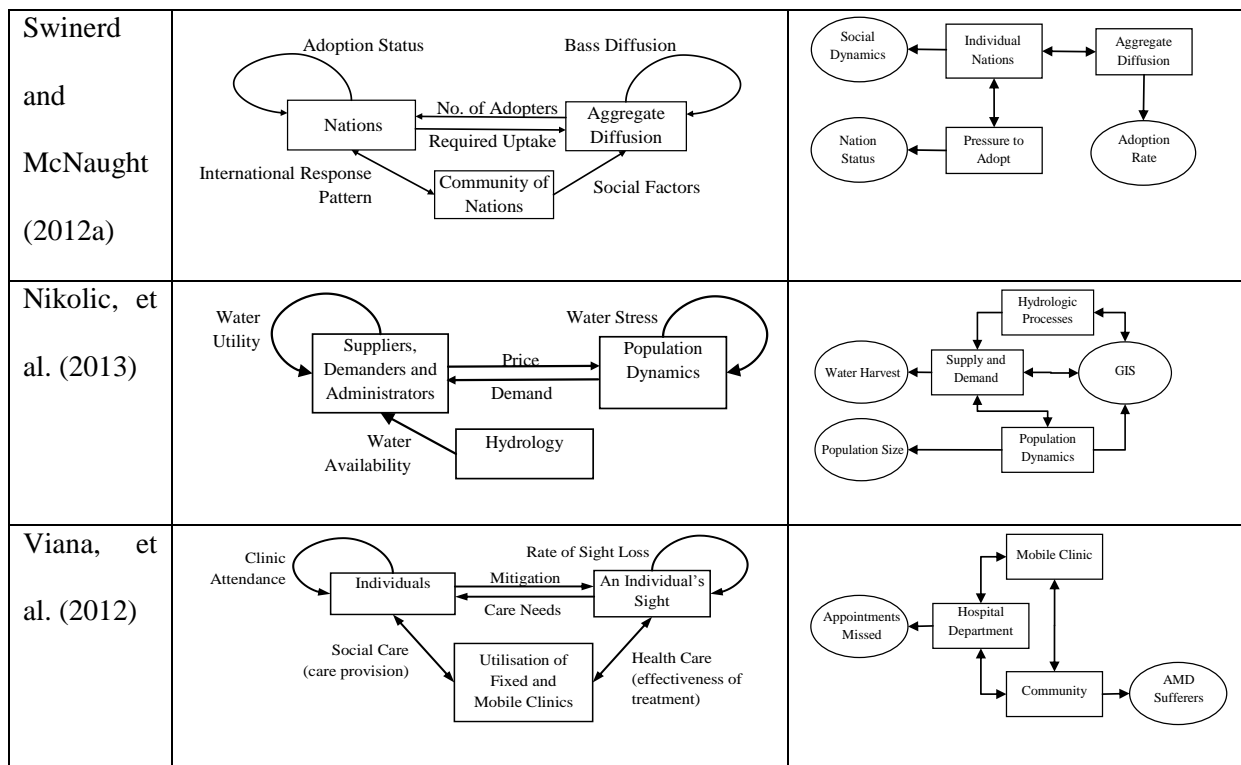 Swinerd
and
McNaught
(2012a)
Adoption Status
Bass Diffusion
Nations
No. of Adopters
Required Uptake
Aggregate
Diffusion
International Response
Pattern
Community of
Nations
Social Factors
Social
Dynamics
Individual
Nations
Aggregate
Diffusion
Nation
Status
Pressure to
Adopt
Adoption
Rate
Nikolic, et
al. (2013)
Water
Utility
Water Stress
Suppliers,
Demanders and
Administrators
Price
Demand
Population
Dynamics
Water
Availability
Hydrology
Hydrologic
Processes
Water Harvest
Supply and
Demand
GIS
Population Size
Population
Dynamics
Viana, et
al. (2012)
Clinic
Attendance
Rate of Sight Loss
Individuals
Mitigation
Care Needs
An Individual's
Sight
Social Care
(care provision)
Utilisation of
Fixed and
Mobile Clinics
Health Care
(effectiveness of
treatment)
Mobile Clinic
Appointments
Missed
Hospital
Department
Community
AMD
Sufferers